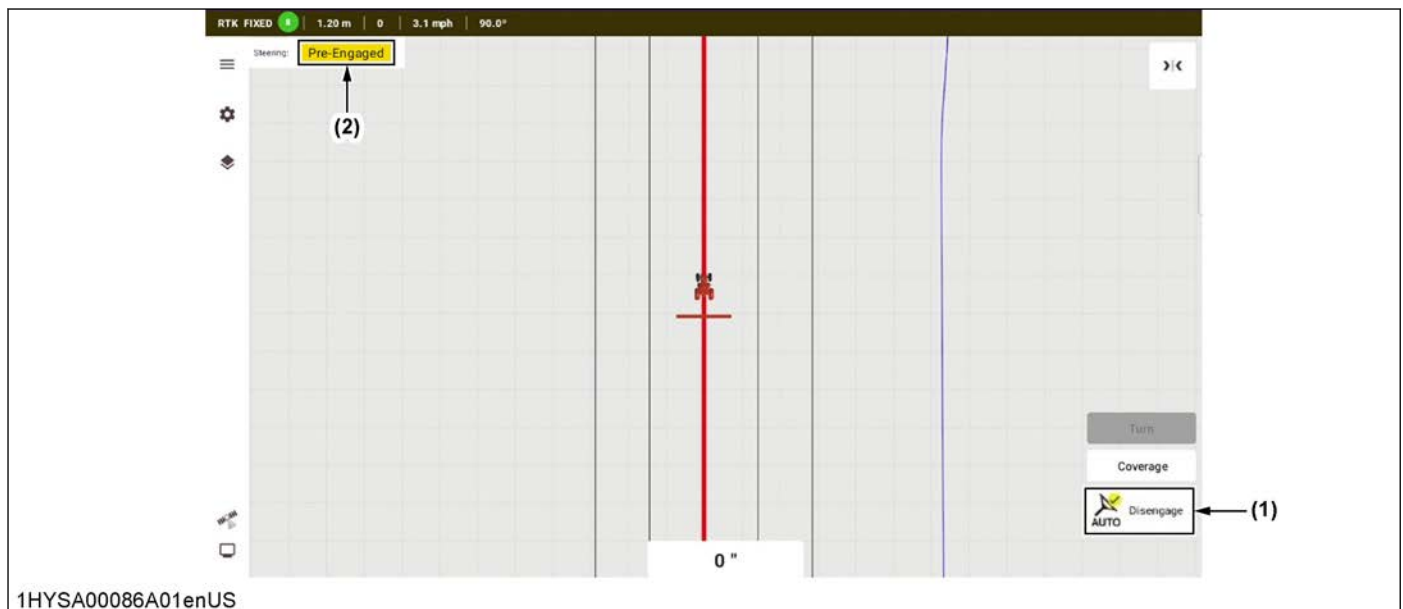 RTK FIXED 8 1.20 m 0 3.1 mph 90.0°
Steering: Pre-Engaged
(2)
Turn
Coverage
AUTO Disengage
(1)
0 "
1HYSA00086A01enUS